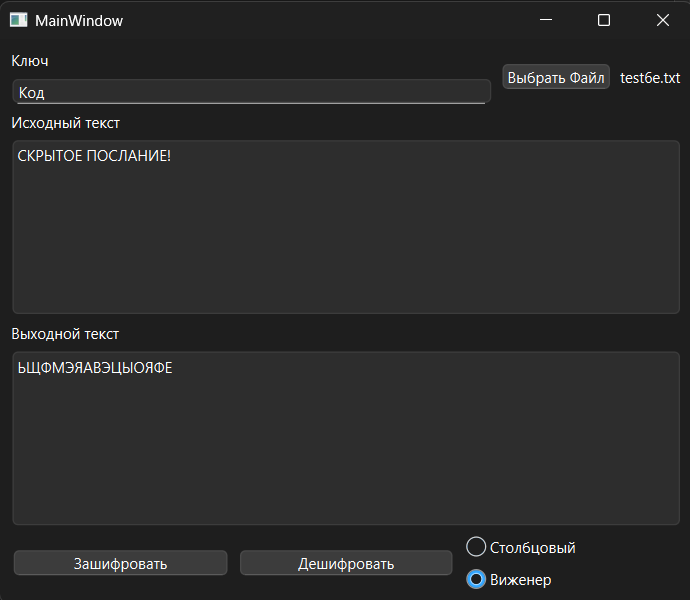 MainWindow
Ключ
Код
Выбрать Файл
test6e.txt
Исходный текст
СКРЫТОЕ ПОСЛАНИЕ!
Выходной текст
ЬЩФМЭЯАВЭЦЫОЯФЕ
Зашифровать
Дешифровать
Столбцовый
Виженер